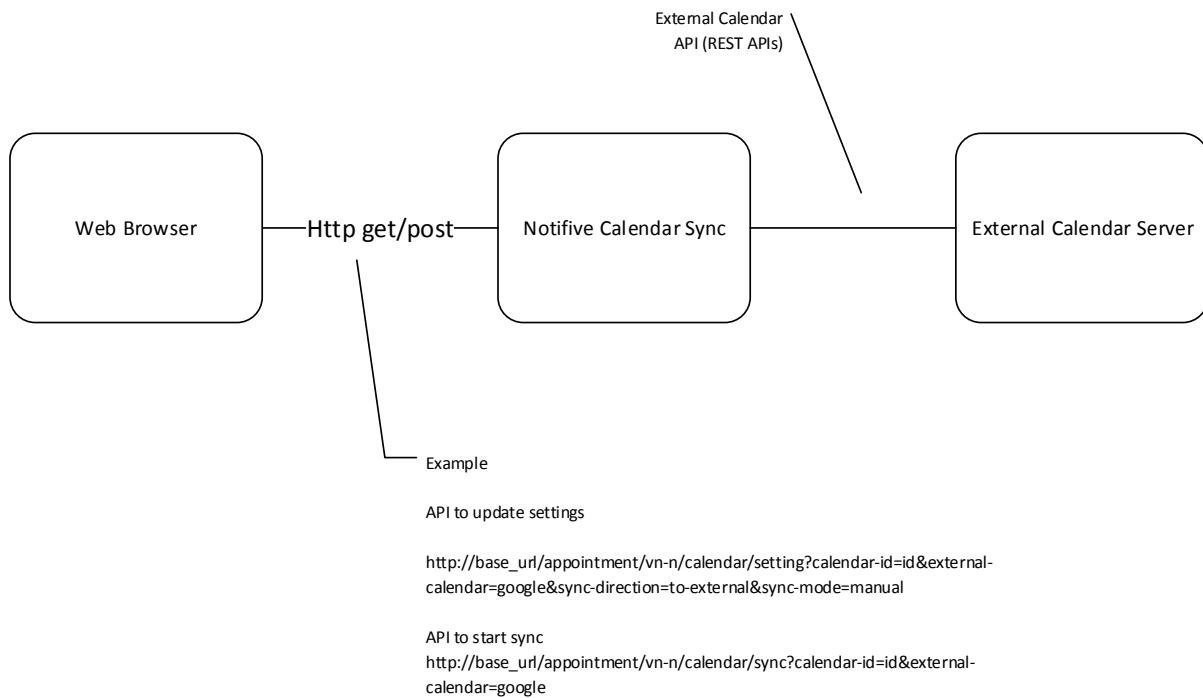 External Calendar
API (REST APIs)
Web Browser
Http get/post
Notifive Calendar Sync
External Calendar Server
Example
API to update settings
http://base_url/appointment/vn-n/calendar/setting?calendar-id=id&external-
calendar=google&sync-direction=to-external&sync-mode=manual
API to start sync
http://base_url/appointment/vn-n/calendar/sync?calendar-id=id&external-
calendar=google